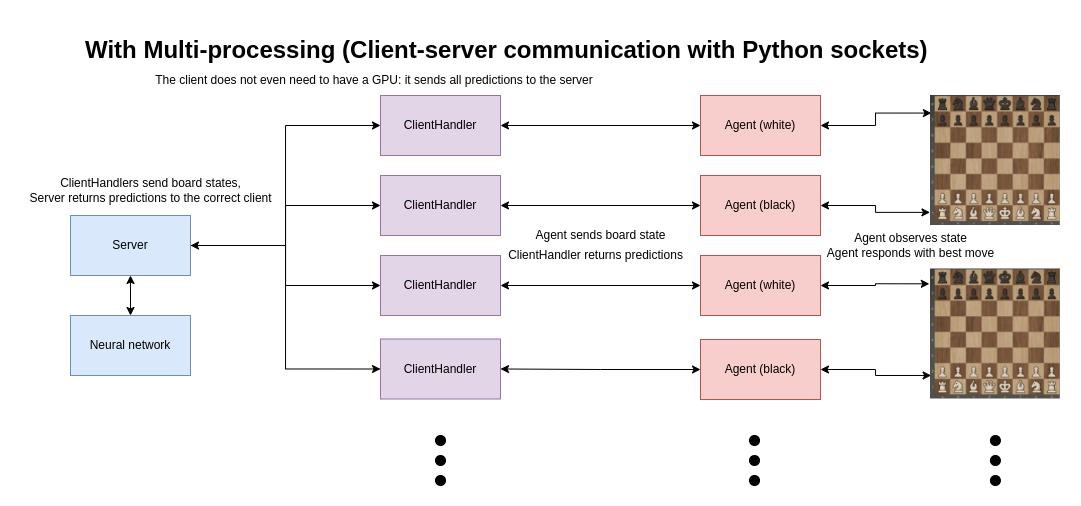 With Multi-processing (Client-server communication with Python sockets)
The client does not even need to have a GPU: it sends all predictions to the server
ClientHandler
Agent (white)
ClientHandlers send board states,
Server returns predictions to the correct client
ClientHandler
Agent (black)
Server
Agent sends board state
ClientHandler returns predictions
Agent observes state
Agent responds with best move
ClientHandler
Agent (white)
Neural network
ClientHandler
Agent (black)